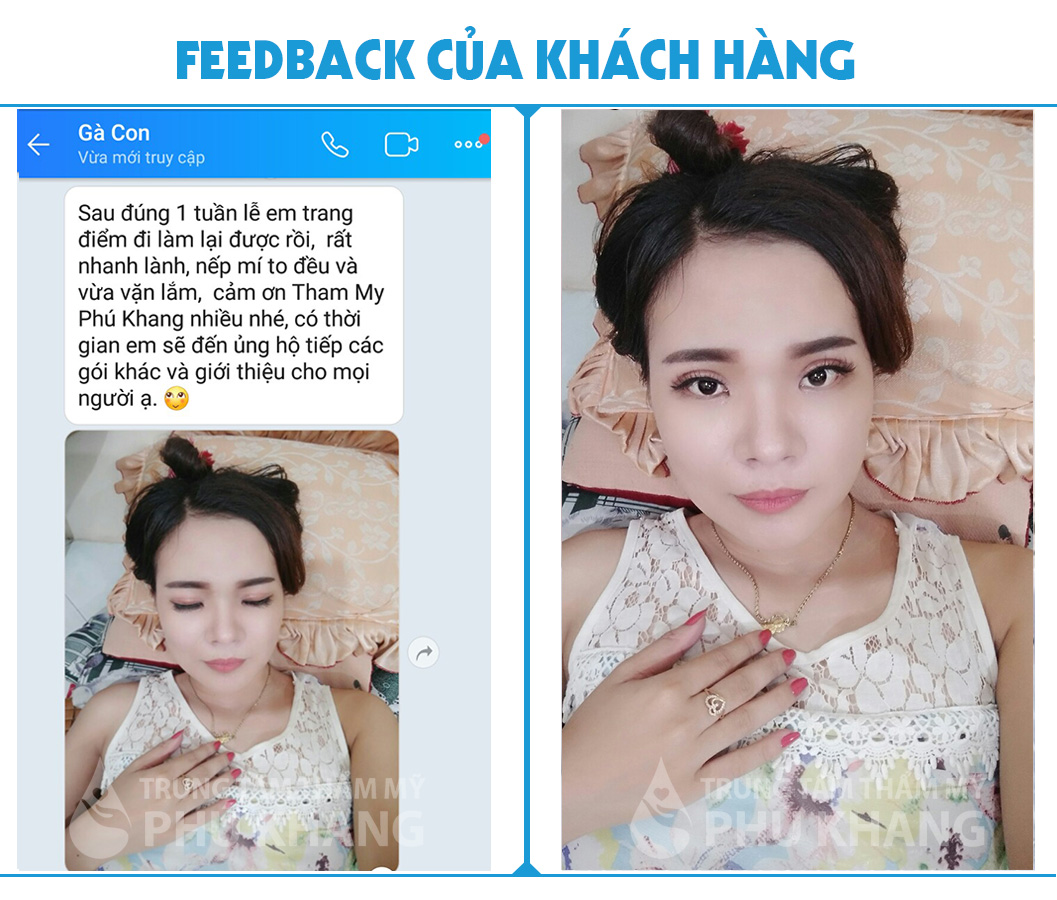 FEEDBACK CỦA KHÁCH HÀNG
Gà Con
Vừa mới truy cập
Sau đúng 1 tuần lễ em trang
điểm đi làm lại được rồi, rất
nhanh lành, nếp mí to đều và
vừa vặn lắm, cảm ơn Tham My
Phú Khang nhiều nhé, có thời
gian em sẽ đến ủng hộ tiếp các
gói khác và giới thiệu cho mọi
người ạ. 🙄
TRUNG TÂM THẨM MỸ
PHÚ KHANG
TRUNG TÂM THẨM MỸ
PHÚ KHANG